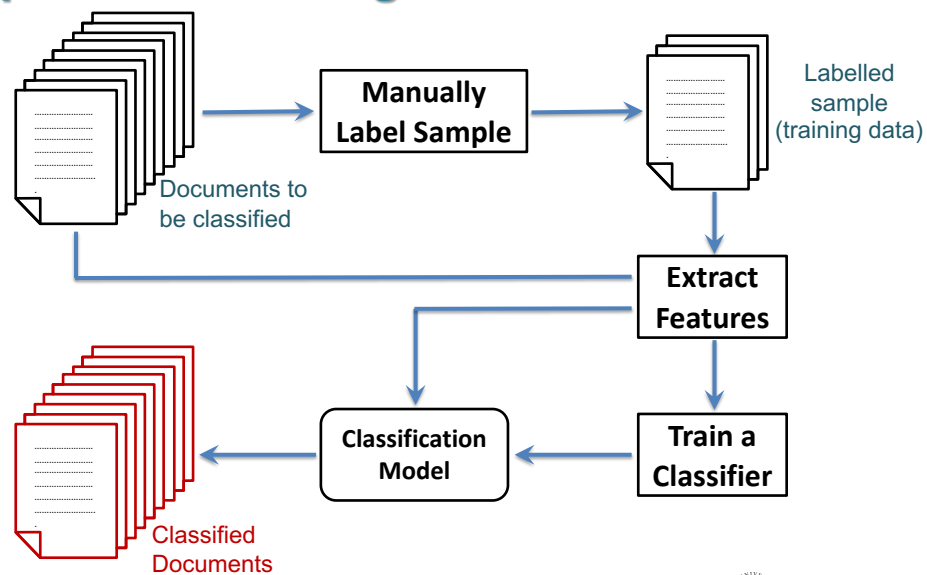 Manually
Label Sample
Labelled
sample
(training data)
Documents to
be classified
Extract
Features
Classification
Model
Train a
Classifier
Classified
Documents